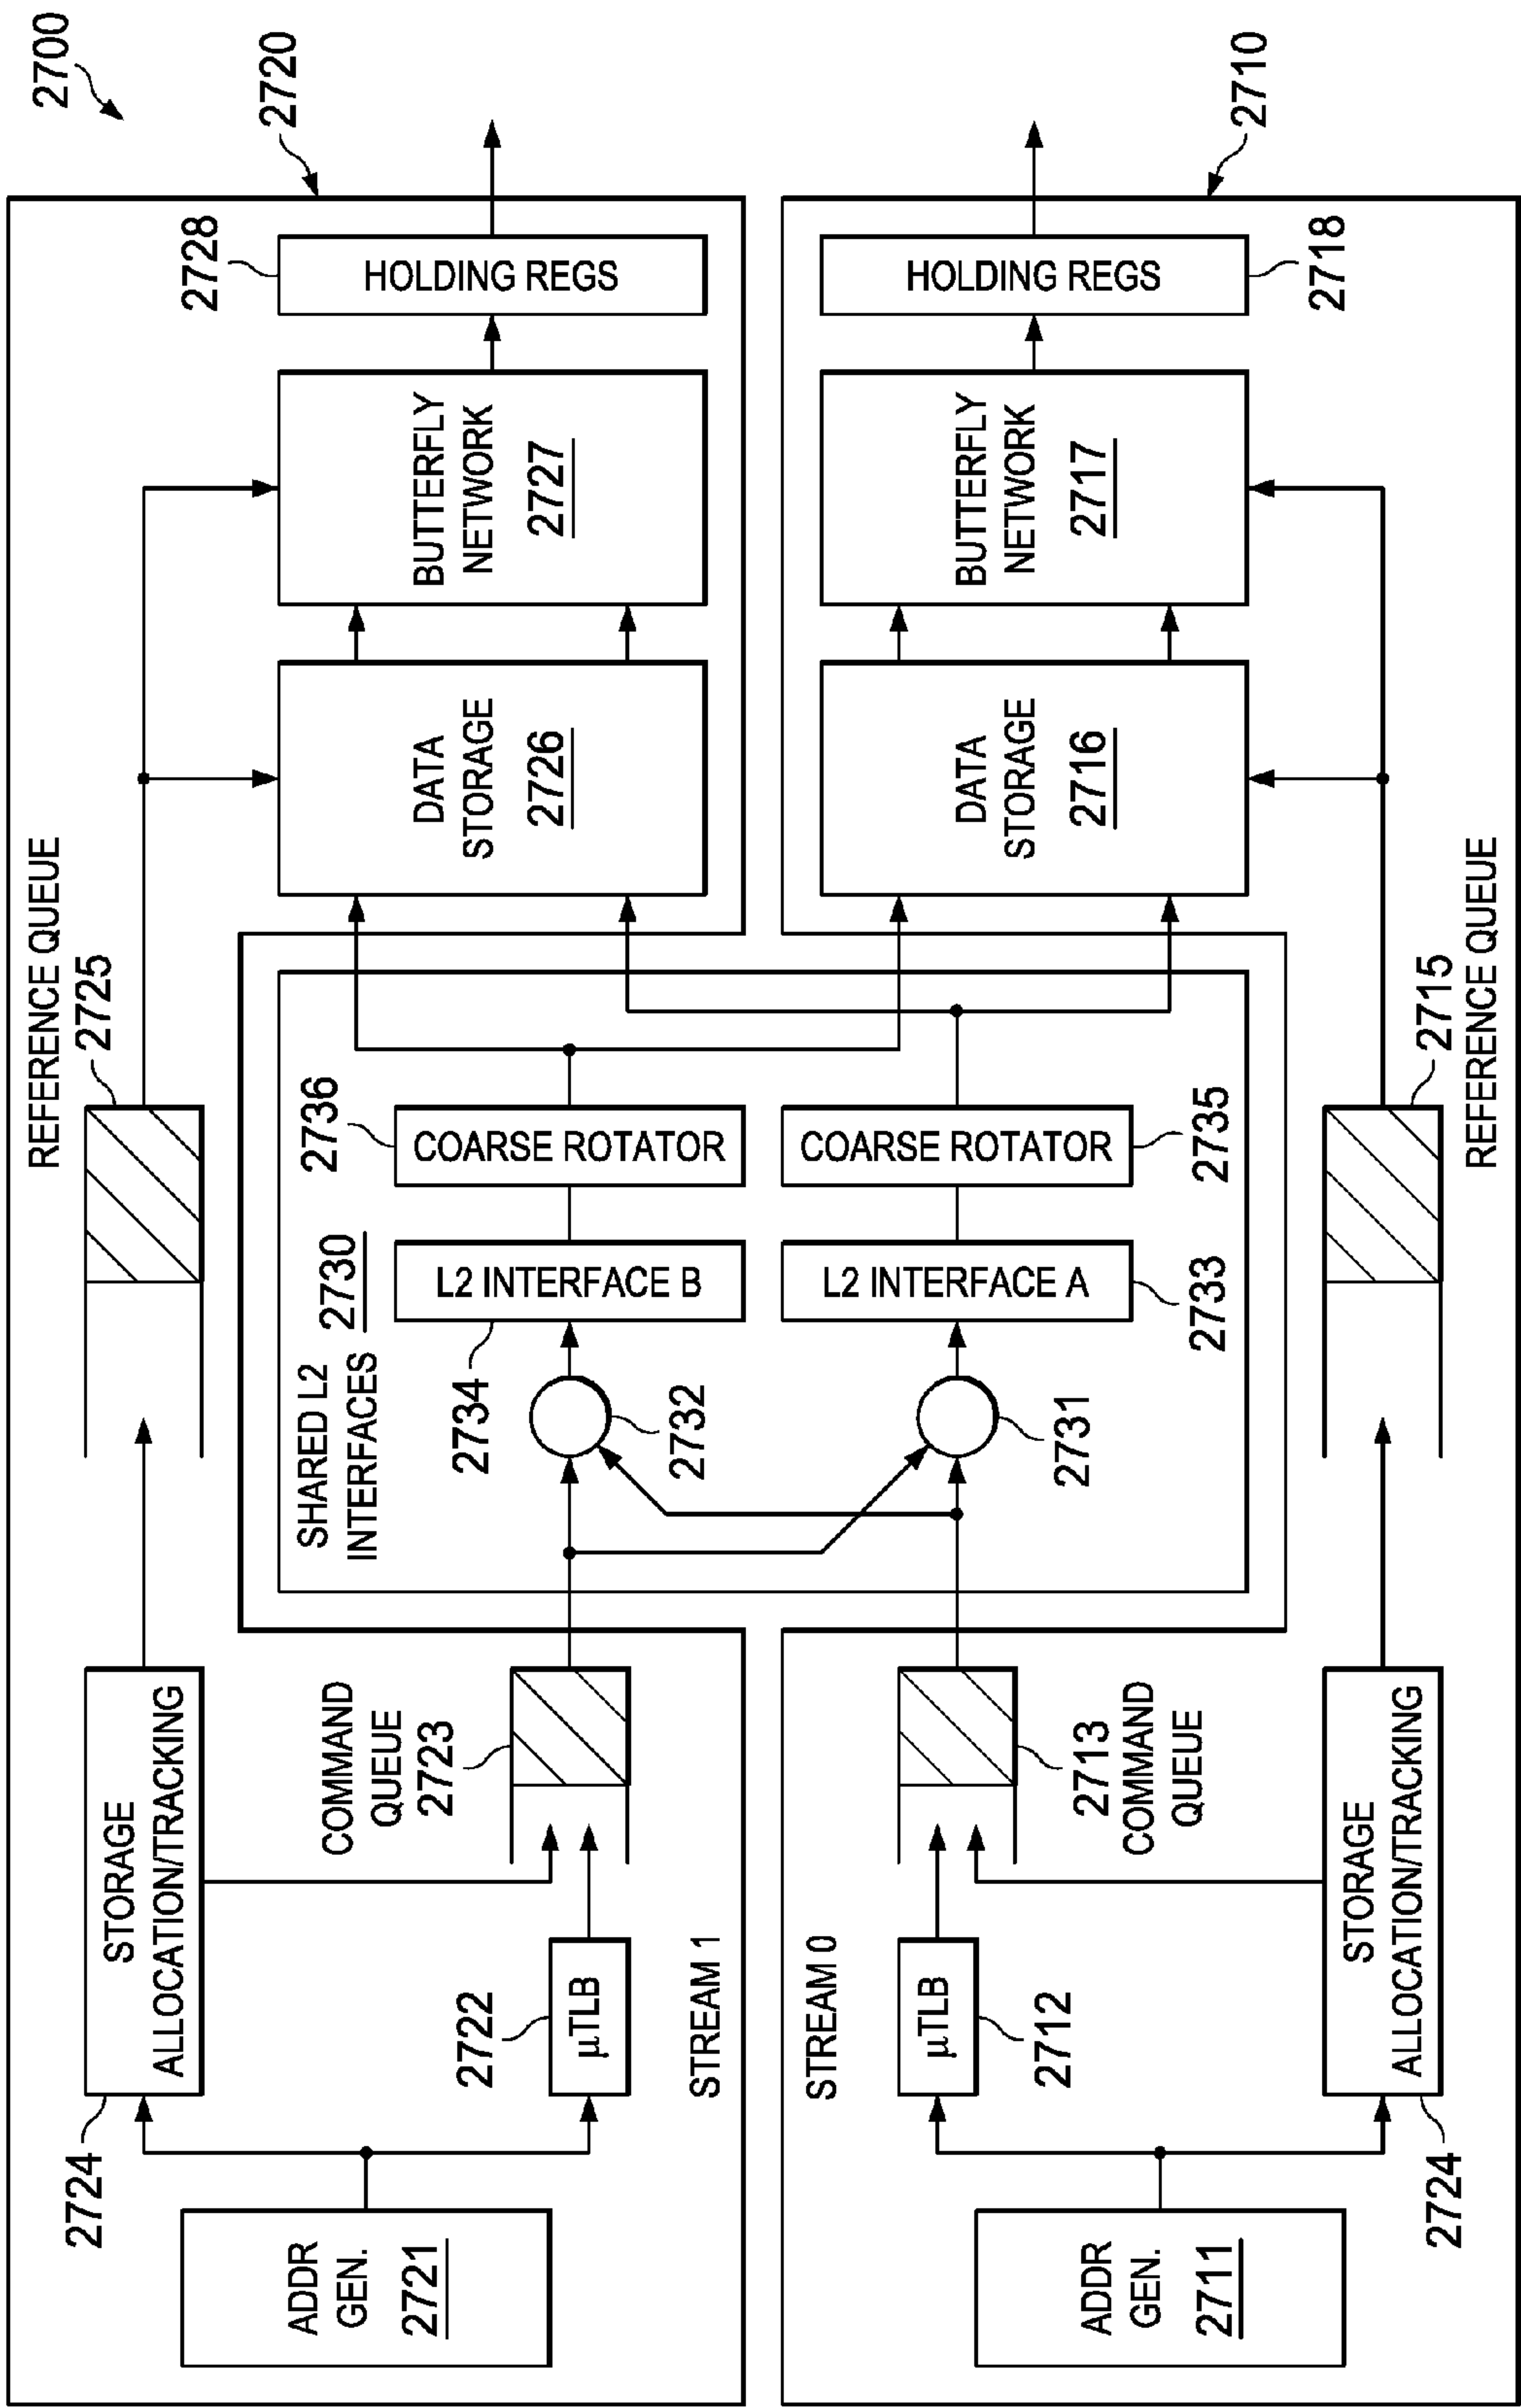 2700
2720
REFERENCE QUEUE
2725
2728
HOLDING REGS
BUTTERFLY
NETWORK
2727
DATA
STORAGE
2726
STORAGE
ALLOCATION/TRACKING
2724
ADDR
GEN.
2721
COMMAND
QUEUE
2723
2722
µTLB
STREAM 1
SHARED L2
INTERFACES 2730
2736
COARSE ROTATOR
L2 INTERFACE B
2734
2732
COARSE ROTATOR
2735
L2 INTERFACE A
2733
2731
STREAM 0
µTLB
2712
2713
COMMAND
QUEUE
ADDR
GEN.
2711
STORAGE
ALLOCATION/TRACKING
2724
DATA
STORAGE
2716
BUTTERFLY
NETWORK
2717
HOLDING REGS
2718
2710
2715
REFERENCE QUEUE